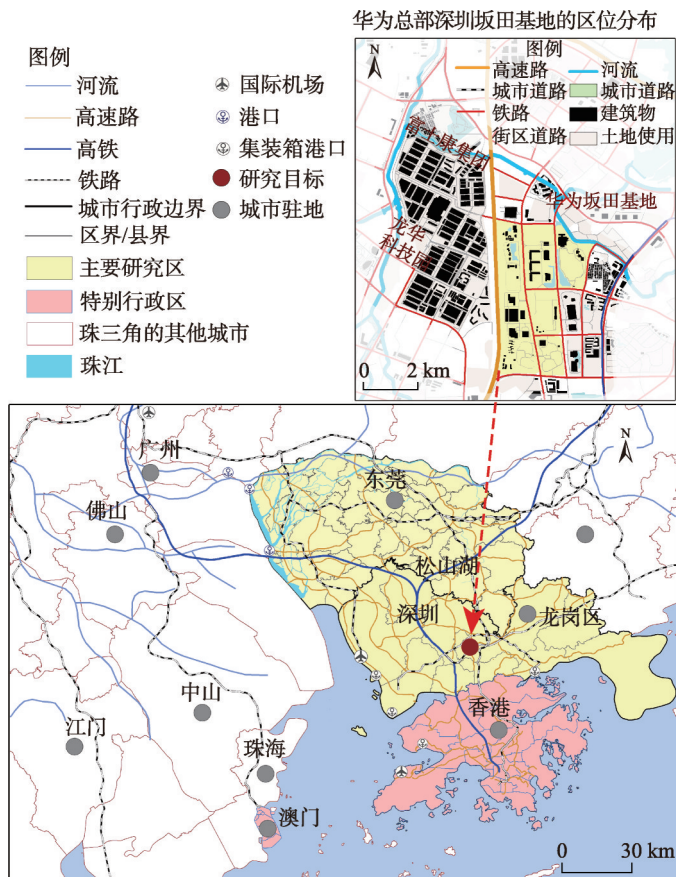 华为总部深圳坂田基地的区位分布
图例
河流
高速路
高铁
铁路
城市行政边界
区界/县界
主要研究区
特别行政区
珠三角的其他城市
珠江
国际机场
港口
集装箱港口
研究目标
城市驻地
N
图例
高速路
城市道路
铁路
街区道路
河流
城市道路
建筑物
土地使用
富士康集团
华为坂田基地
龙华
科技园
0 2 km
N
广州
佛山
东莞
松山湖
深圳
龙岗区
中山
江门
珠海
香港
澳门
0 30 km